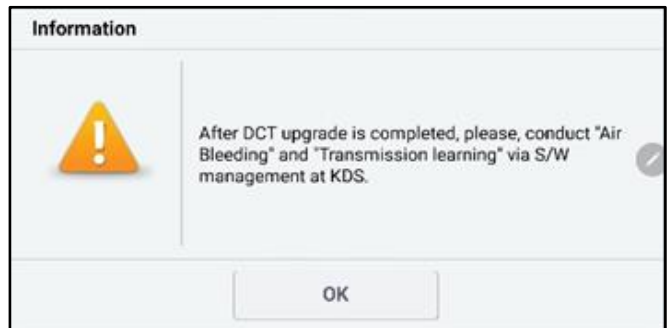 Information
After DCT upgrade is completed, please, conduct "Air
Bleeding" and "Transmission learning" via S/W
management at KDS.
OK